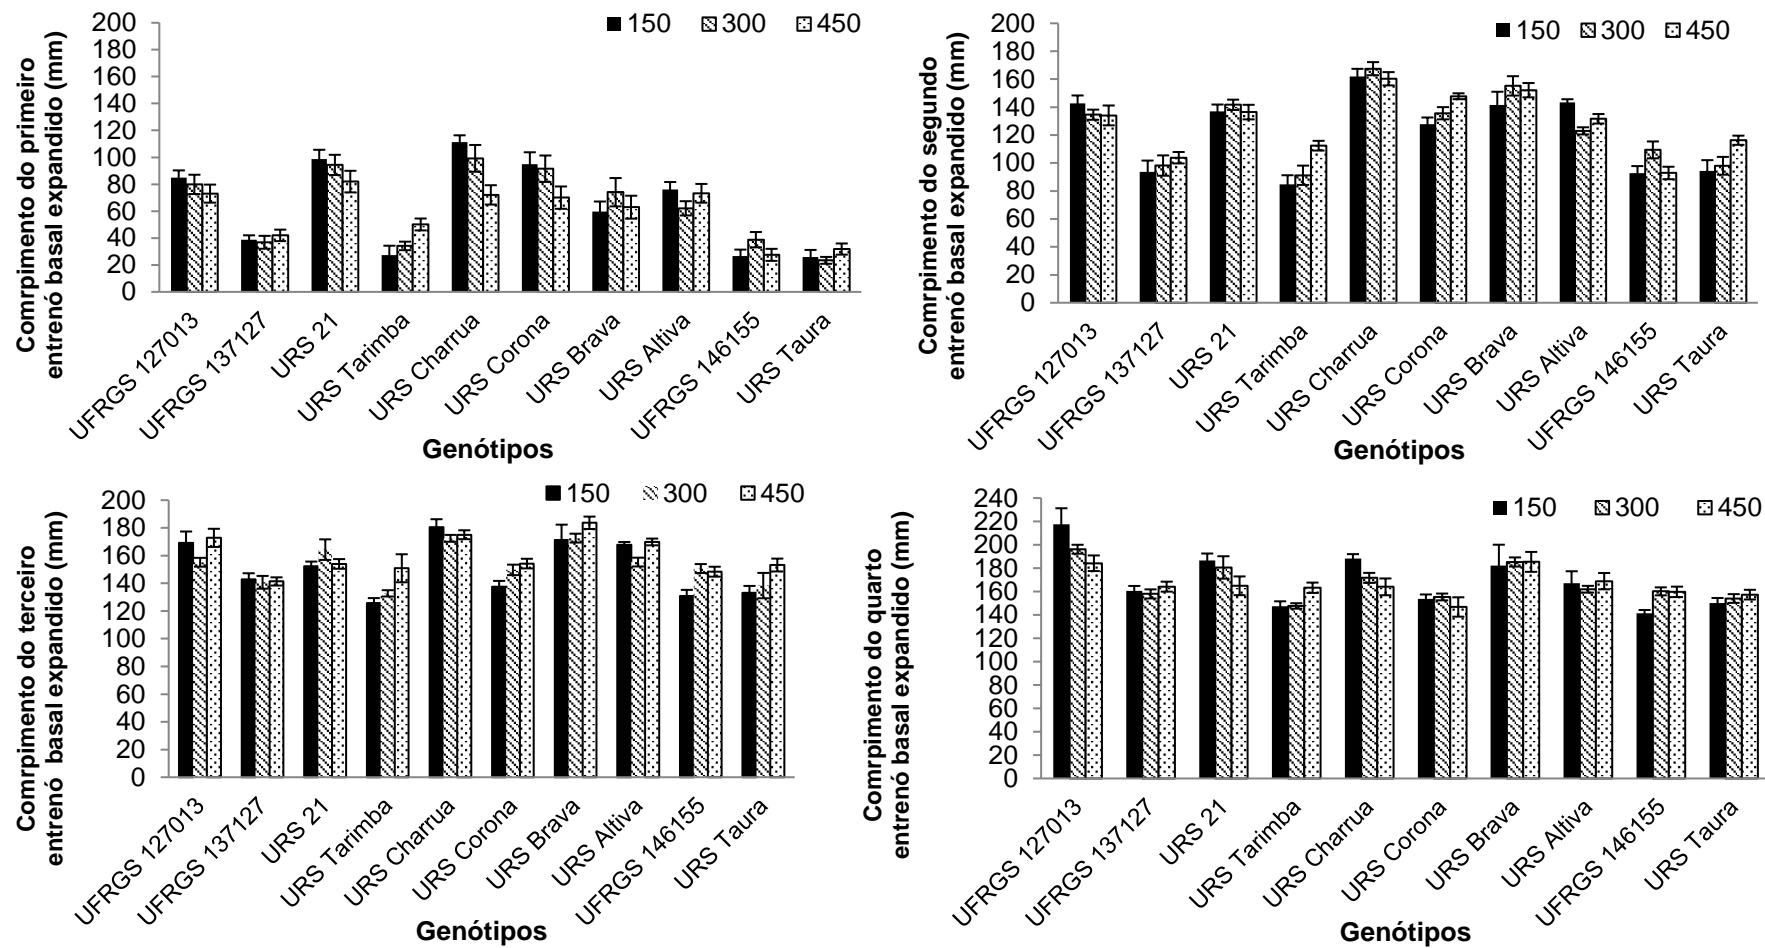 Comrpimento do primeiro
entrenó basal expandido (mm)
200
180
160
140
120
100
80
60
40
20
0
150 300 450
UFRGS 127013
UFRGS 137127
URS 21
URS Tarimba
URS Charrua
URS Corona
URS Brava
URS Altiva
UFRGS 146155
URS Taura
Genótipos
Comrpimento do segundo
entrenó basal expandido (mm)
200
180
160
140
120
100
80
60
40
20
0
150 300 450
UFRGS 127013
UFRGS 137127
URS 21
URS Tarimba
URS Charrua
URS Corona
URS Brava
URS Altiva
UFRGS 146155
URS Taura
Genótipos
Comrpimento do terceiro
entrenó basal expandido (mm)
200
180
160
140
120
100
80
60
40
20
0
150 300 450
UFRGS 127013
UFRGS 137127
URS 21
URS Tarimba
URS Charrua
URS Corona
URS Brava
URS Altiva
UFRGS 146155
URS Taura
Genótipos
Comrpimento do quarto
entrenó basal expandido (mm)
240
220
200
180
160
140
120
100
80
60
40
20
0
150 300 450
UFRGS 127013
UFRGS 137127
URS 21
URS Tarimba
URS Charrua
URS Corona
URS Brava
URS Altiva
UFRGS 146155
URS Taura
Genótipos